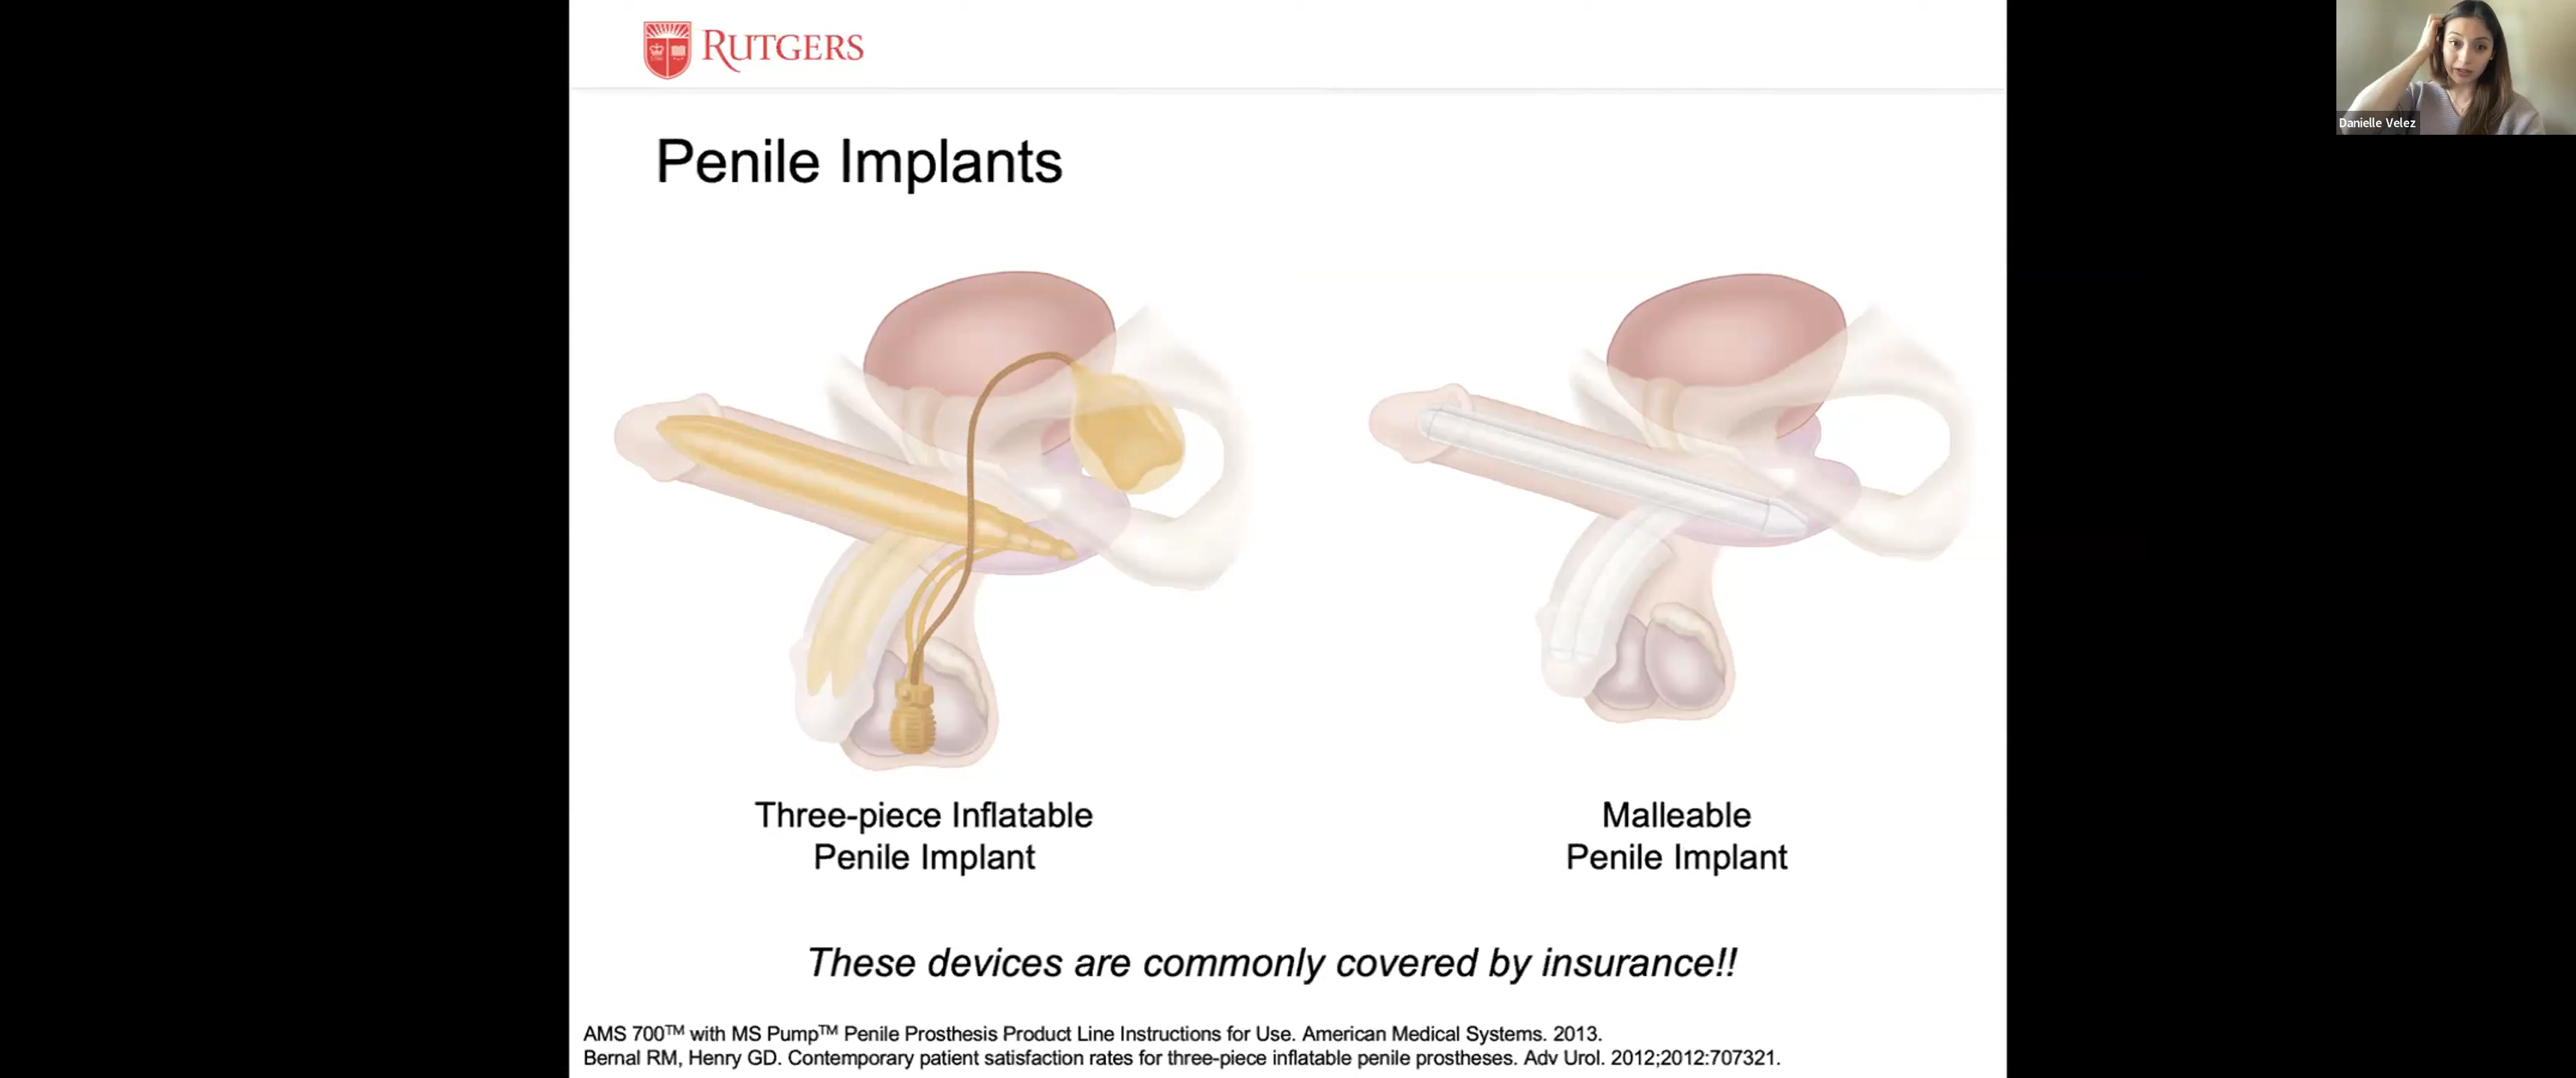 RUTGERS
Danielle Velez
Penile Implants
Three-piece Inflatable
Penile Implant
Malleable
Penile Implant
These devices are commonly covered by insurance!!
AMS 700™ with MS Pump™ Penile Prosthesis Product Line Instructions for Use. American Medical Systems. 2013.
Bernal RM, Henry GD. Contemporary patient satisfaction rates for three-piece inflatable penile prostheses. Adv Urol. 2012;2012:707321.